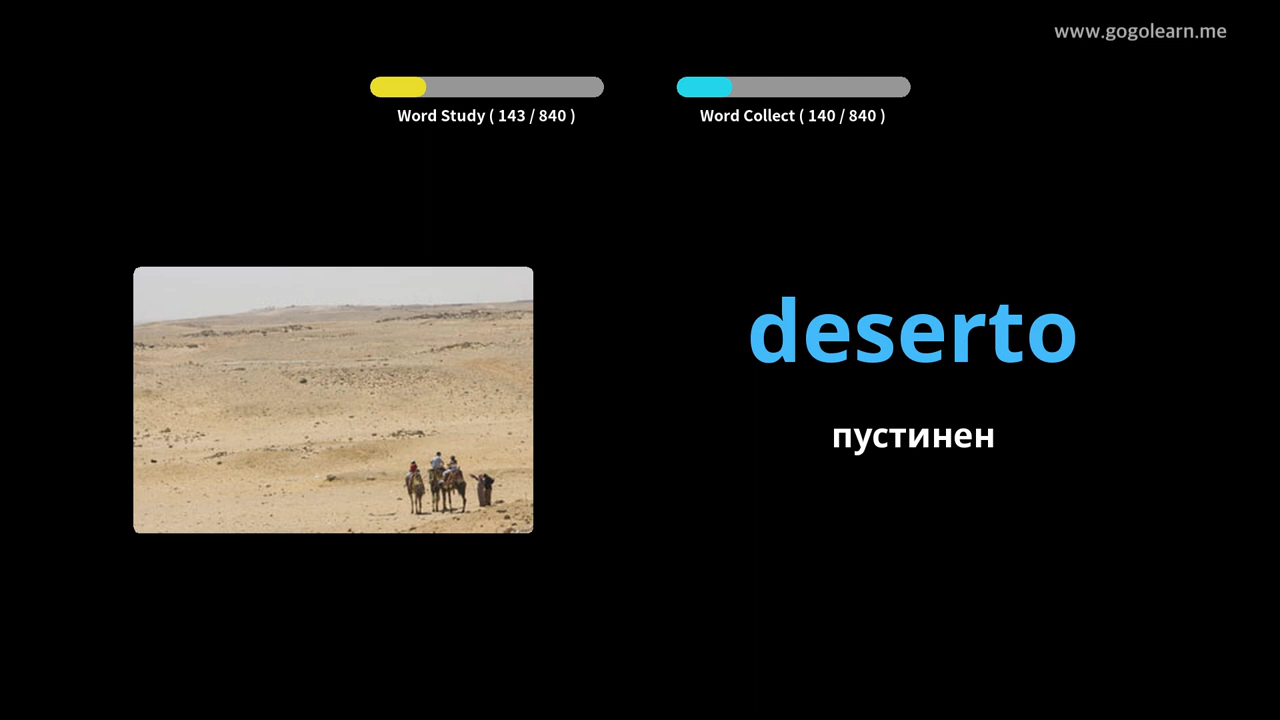 www.gogolearn.me
Word Study ( 143 / 840 )
Word Collect ( 140 / 840 )
deserto
пустинен